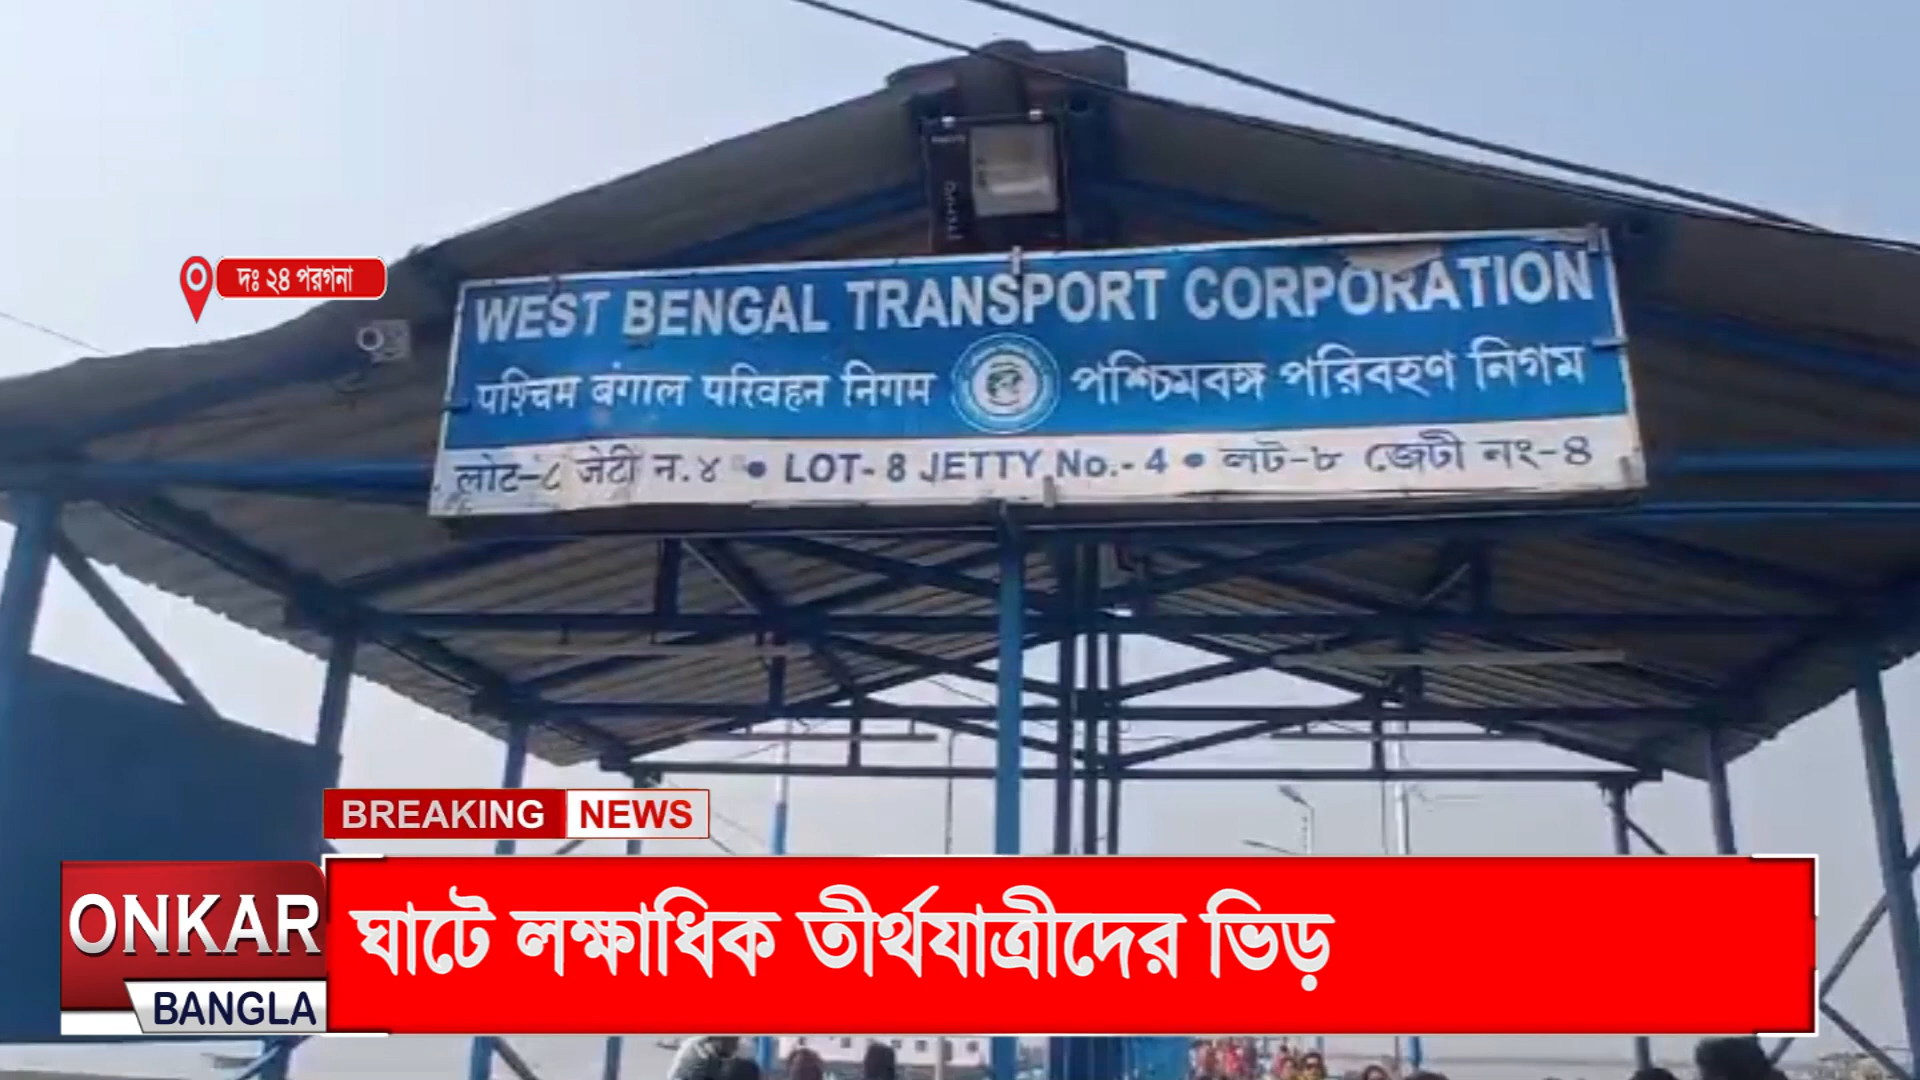 WEST BENGAL TRANSPORT CORPORATION
पश्चिम बंगाल परिवहन निगम পশ্চিমবঙ্গ পরিবহণ নিগম
लोट-८ जेटी न.४ • LOT- 8 JETTY No.- 4 • লট-৮ জেটী নং-৪
দঃ ২৪ পরগনা
BREAKING NEWS
ONKAR
BANGLA
ঘাটে লক্ষাধিক তীর্থযাত্রীদের ভিড়